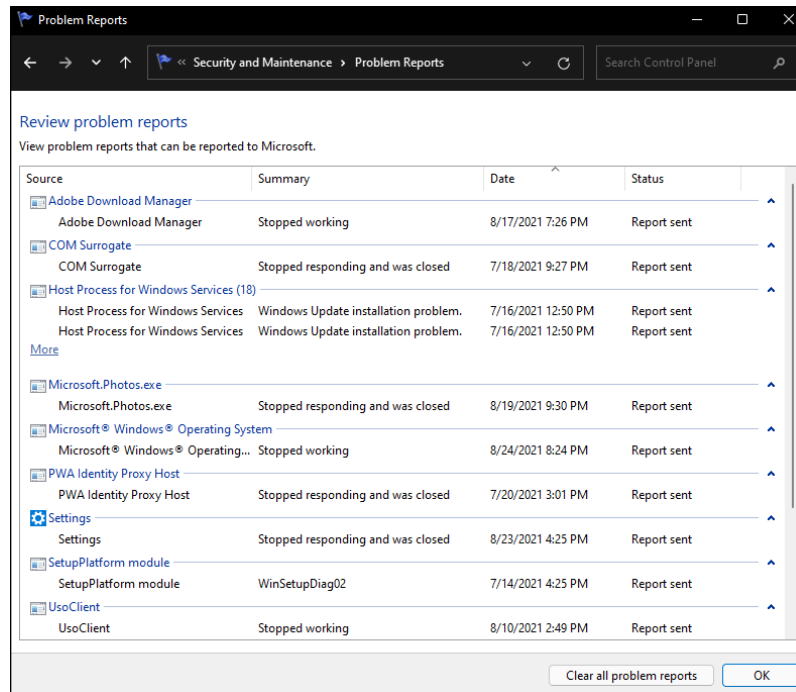 Problem Reports
« Security and Maintenance › Problem Reports
Search Control Panel
Review problem reports
View problem reports that can be reported to Microsoft.
Source Summary Date Status
Adobe Download Manager
Adobe Download Manager Stopped working 8/17/2021 7:26 PM Report sent
COM Surrogate
COM Surrogate Stopped responding and was closed 7/18/2021 9:27 PM Report sent
Host Process for Windows Services (18)
Host Process for Windows Services Windows Update installation problem. 7/16/2021 12:50 PM Report sent
Host Process for Windows Services Windows Update installation problem. 7/16/2021 12:50 PM Report sent
More
Microsoft.Photos.exe
Microsoft.Photos.exe Stopped responding and was closed 8/19/2021 9:30 PM Report sent
Microsoft® Windows® Operating System
Microsoft® Windows® Operating... Stopped working 8/24/2021 8:24 PM Report sent
PWA Identity Proxy Host
PWA Identity Proxy Host Stopped responding and was closed 7/20/2021 3:01 PM Report sent
Settings
Settings Stopped responding and was closed 8/23/2021 4:25 PM Report sent
SetupPlatform module
SetupPlatform module WinSetupDiag02 7/14/2021 4:25 PM Report sent
UsoClient
UsoClient Stopped working 8/10/2021 2:49 PM Report sent
Clear all problem reports OK